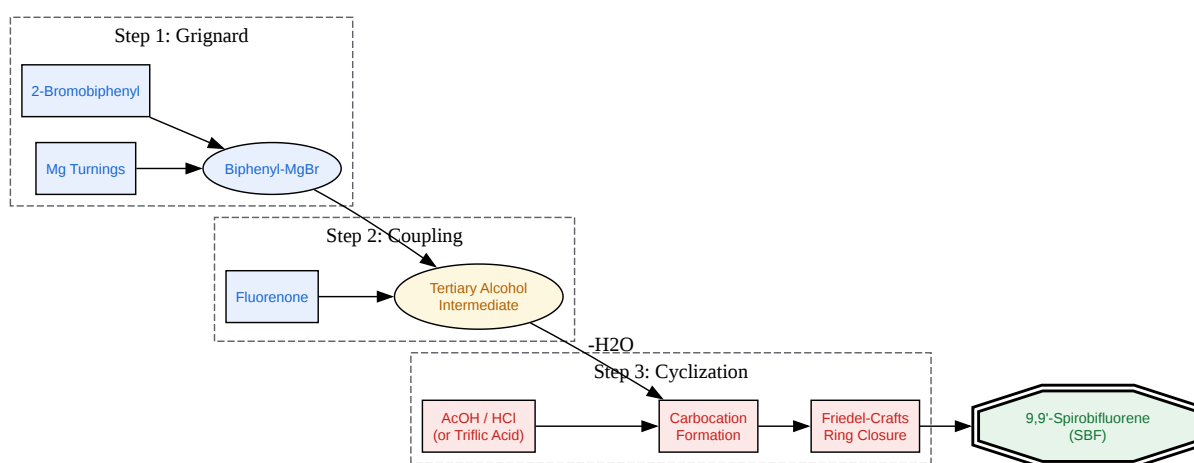 Step 1: Grignard
2-Bromobiphenyl
Mg Turnings
Biphenyl-MgBr
Step 2: Coupling
Fluorenone
Tertiary Alcohol
Intermediate
-H2O
Step 3: Cyclization
AcOH / HCl
(or Triflic Acid)
Carbocation
Formation
Friedel-Crafts
Ring Closure
9,9'-Spirobifluorene
(SBF)